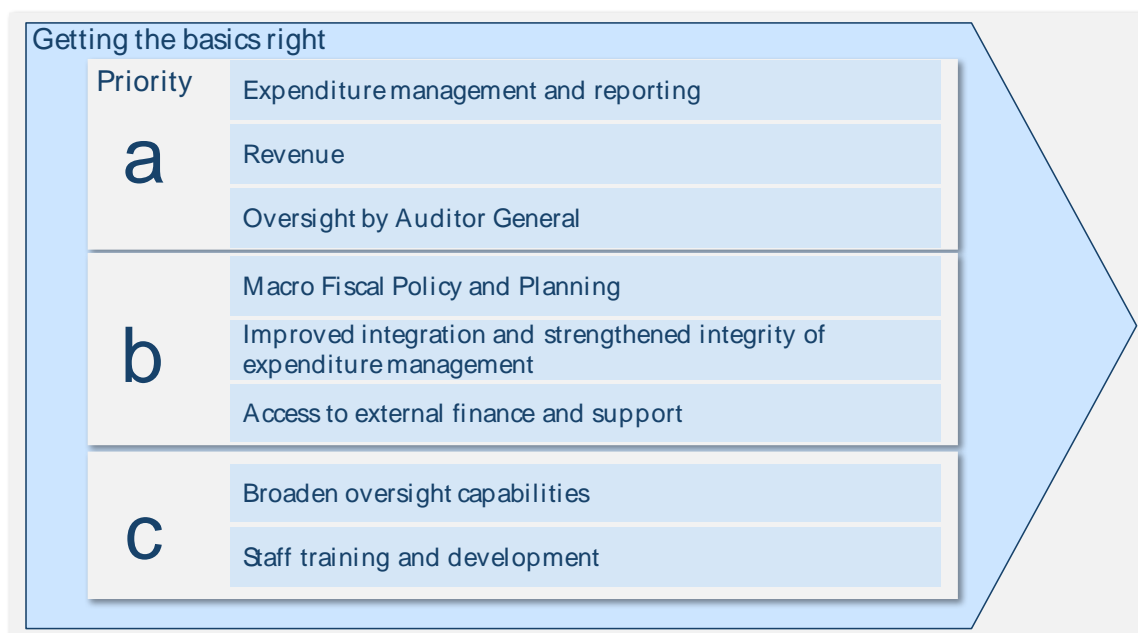 Getting the basics right
Priority
a
Expenditure management and reporting
Revenue
Oversight by Auditor General
b
Macro Fiscal Policy and Planning
Improved integration and strengthened integrity of
expenditure management
Access to external finance and support
c
Broaden oversight capabilities
Staff training and development